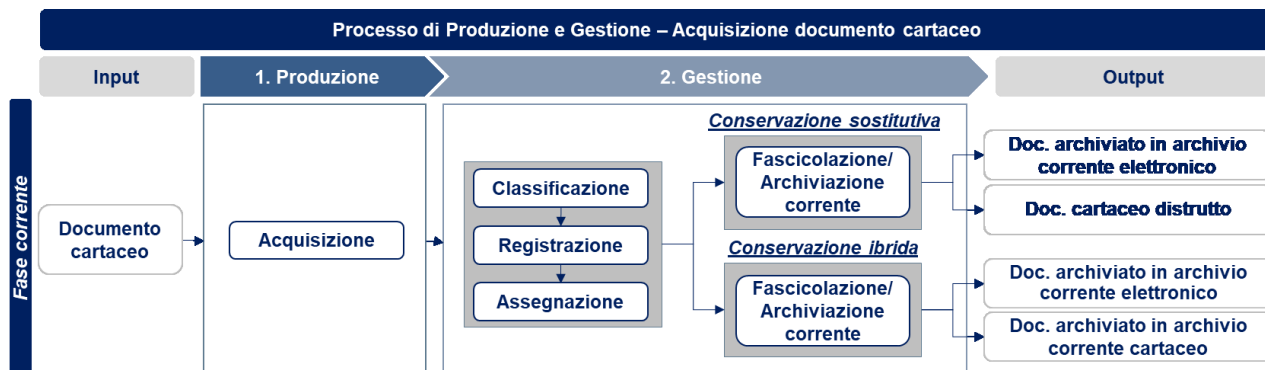 Processo di Produzione e Gestione – Acquisizione documento cartaceo
Input
1. Produzione
2. Gestione
Output
Fase corrente
Documento
cartaceo
Acquisizione
Classificazione
Registrazione
Assegnazione
Conservazione sostitutiva
Fascicolazione/
Archiviazione
corrente
Conservazione ibrida
Fascicolazione/
Archiviazione
corrente
Doc. archiviato in archivio
corrente elettronico
Doc. cartaceo distrutto
Doc. archiviato in archivio
corrente elettronico
Doc. archiviato in archivio
corrente cartaceo